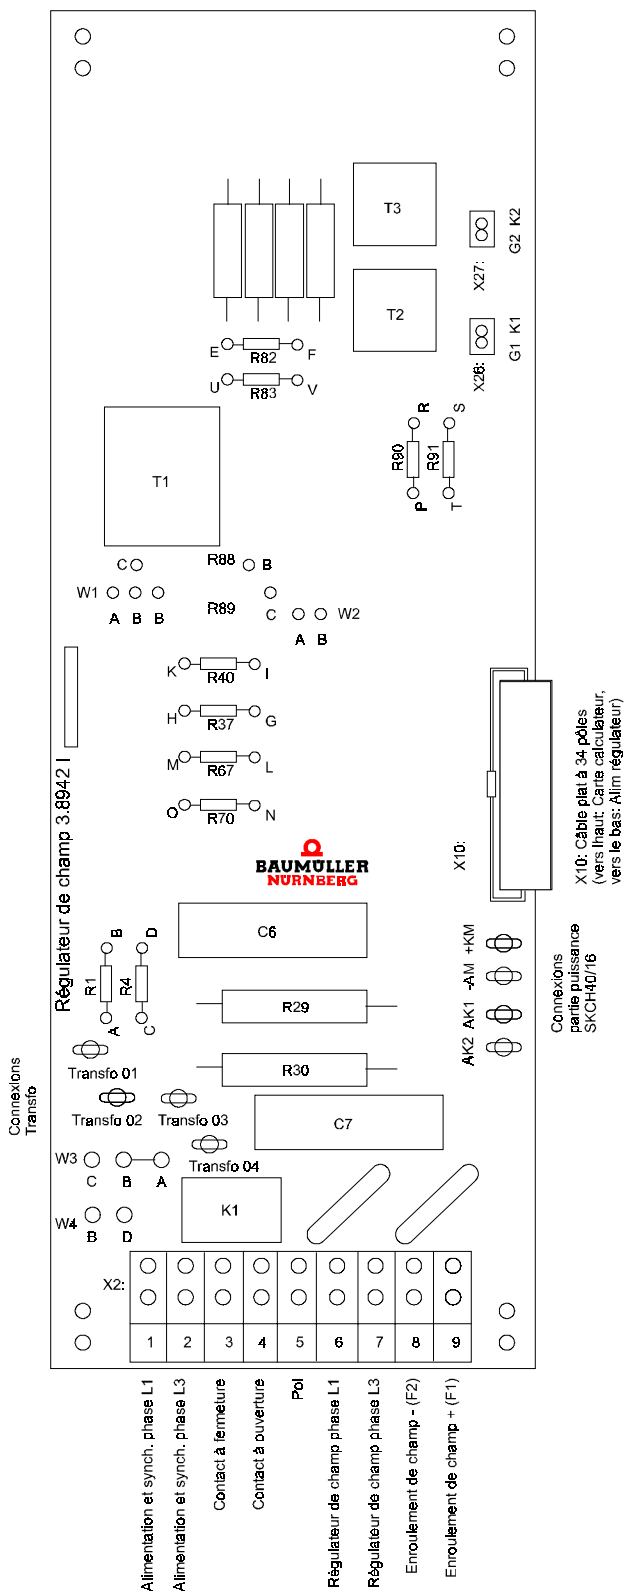 T3
G2 K2
X27:
T2
G1 K1
X26:
E
R82
F
U
R83
V
R
S
R90
R91
P
T
T1
C
R88
B
W1
A
B
B
R89
C
A
B
W2
K
R40
I
H
R37
G
M
R67
L
O
R70
N
Régulateur de champ 3.8942 I
BAUMÜLLER
NÜRNBERG
X10:
X10: Câble plat à 34 pôles
(vers lhaut: Carte calculateur,
vers le bas: Alim régulateur)
C6
B
D
R1
R4
A
C
R29
R30
+KM
-AM
AK1
AK2
Connexions
partie puissance
SKCH40/16
Connexions
Transfo
Transfo 01
Transfo 02
Transfo 03
Transfo 04
C7
W3
C
B
A
W4
B
D
K1
X2:
1
2
3
4
5
6
7
8
9
Alimentation et synch. phase L1
Alimentation et synch. phase L3
Contact à fermeture
Contact à ouverture
Pol
Régulateur de champ phase L1
Régulateur de champ phase L3
Enroulement de champ - (F2)
Enroulement de champ + (F1)